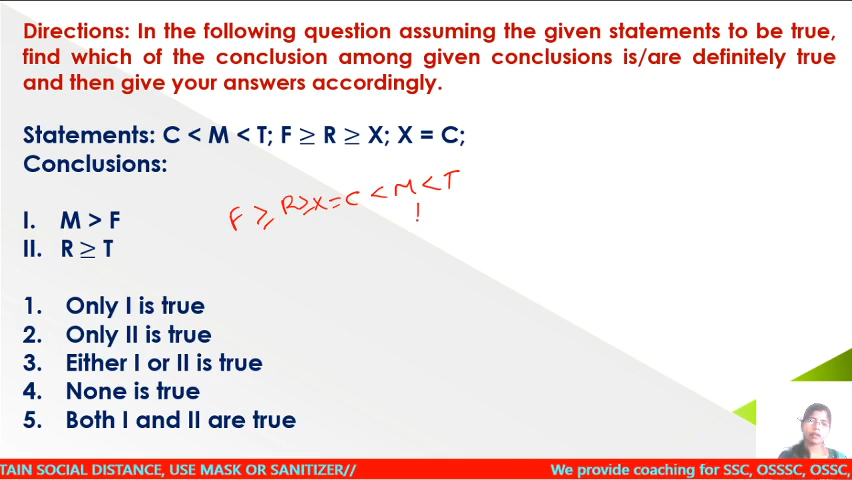 Directions: In the following question assuming the given statements to be true,
find which of the conclusion among given conclusions is/are definitely true
and then give your answers accordingly.
Statements: C < M < T; F ≥ R ≥ X; X = C;
Conclusions:
F ≥ R ≥ X = C < M < T
I. M > F
II. R ≥ T
1. Only I is true
2. Only II is true
3. Either I or II is true
4. None is true
5. Both I and II are true
TAIN SOCIAL DISTANCE, USE MASK OR SANITIZER// We provide coaching for SSC, OSSSC, OSSC,